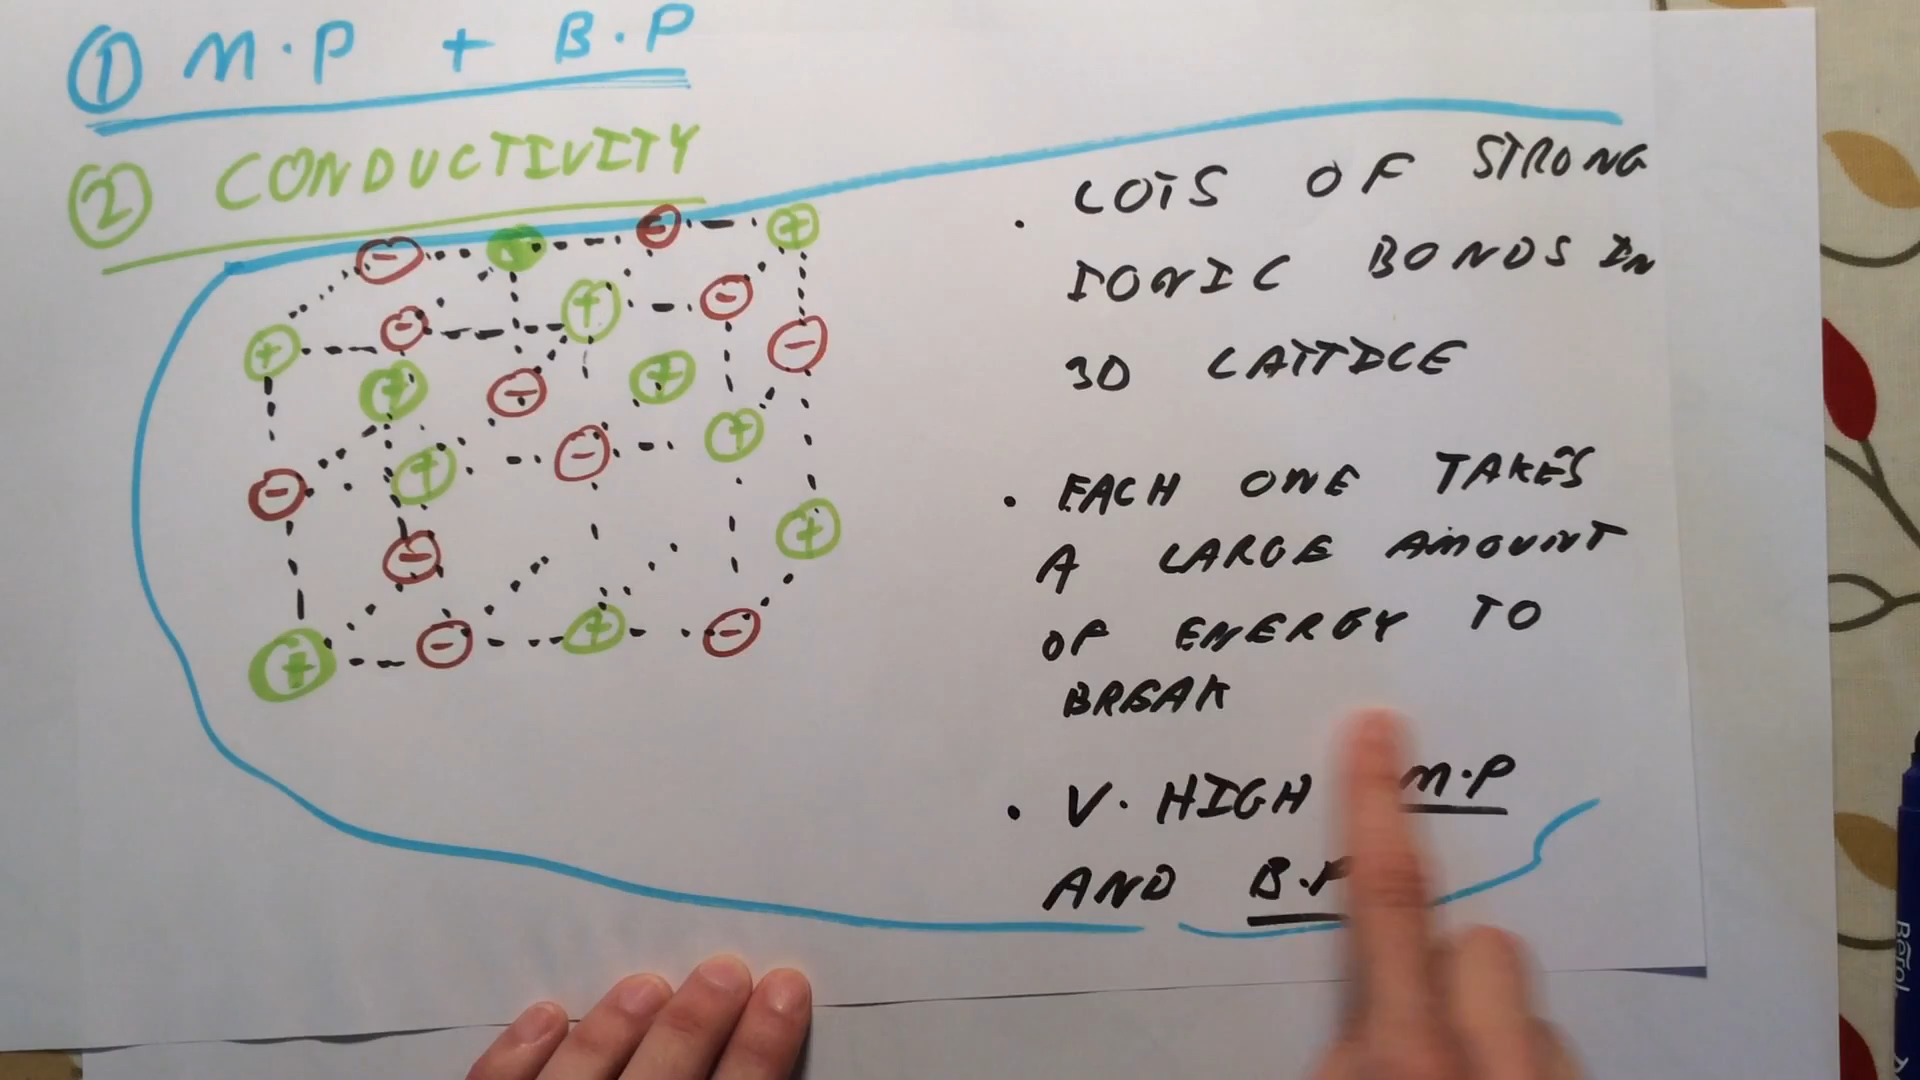 ① M.P + B.P
② CONDUCTIVITY
· LOTS OF STRONG
IONIC BONDS IN
3D LATTICE
· EACH ONE TAKES
A LARGE AMOUNT
OF ENERGY TO
BREAK
· V. HIGH M.P
AND B.P
Berol